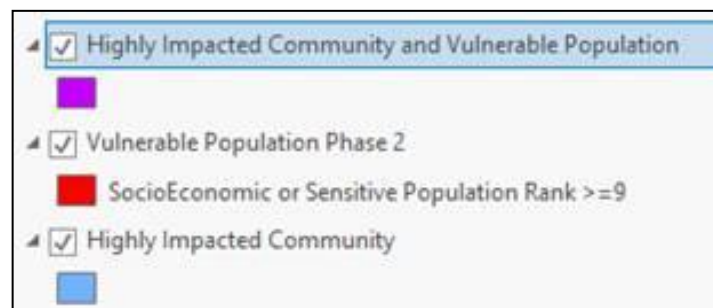 Highly Impacted Community and Vulnerable Population
Vulnerable Population Phase 2
SocioEconomic or Sensitive Population Rank >=9
Highly Impacted Community